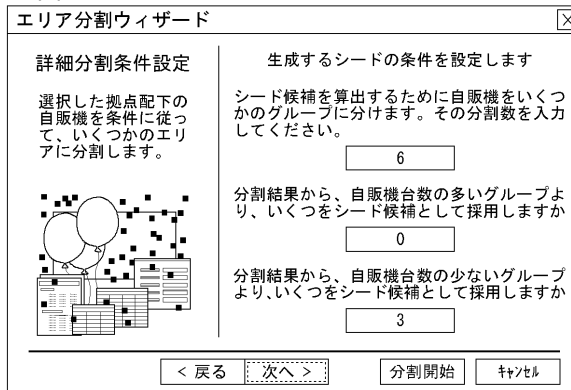 エリア分割ウィザード
詳細分割条件設定
選択した拠点配下の
自販機を条件に従っ
て、いくつかのエリ
アに分割します。
生成するシードの条件を設定します
シード候補を算出するために自販機をいくつ
かのグループに分けます。その分割数を入力
してください。
6
分割結果から、自販機台数の多いグループよ
り、いくつをシード候補として採用しますか
0
分割結果から、自販機台数の少ないグループ
より、いくつをシード候補として採用しますか
3
< 戻る 次へ > 分割開始 ｷｬﾝｾﾙ